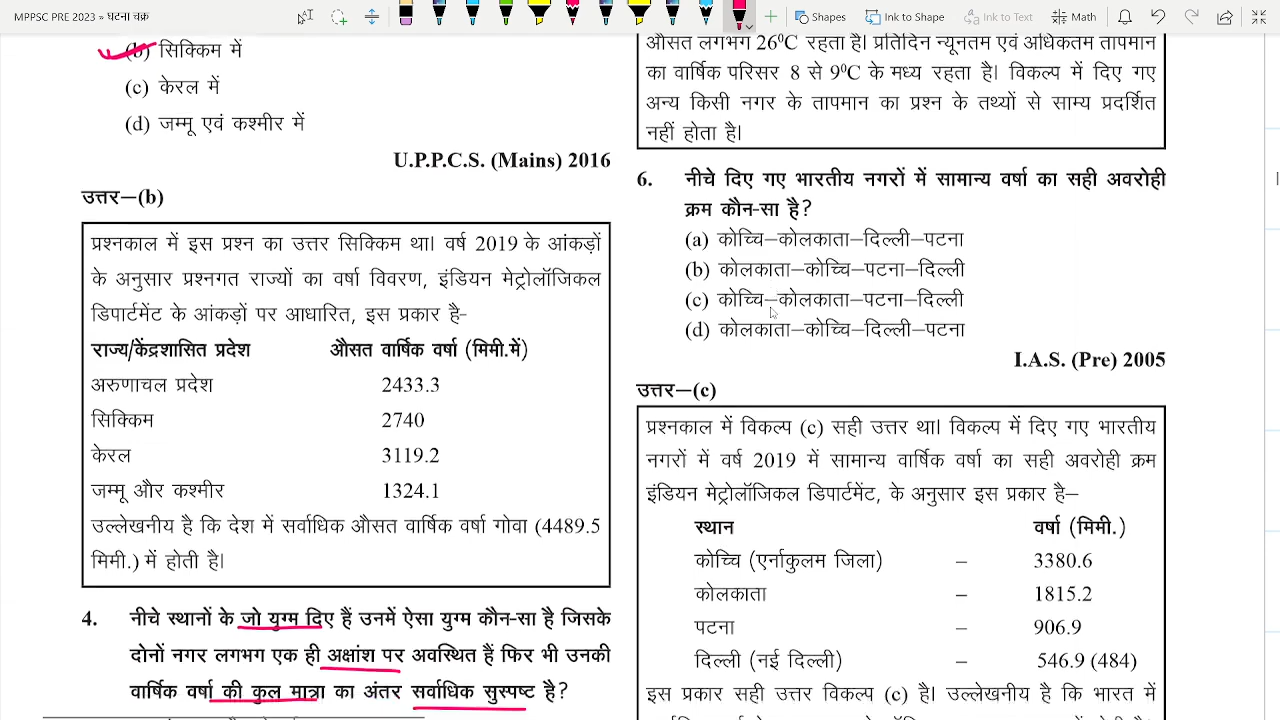 MPPSC PRE 2023 » घटना चक्र
Shapes
Ink to Shape
Ink to Text
Math
(b) सिक्किम में
(c) केरल में
(d) जम्मू एवं कश्मीर में
U.P.P.C.S. (Mains) 2016
उत्तर–(b)
प्रश्नकाल में इस प्रश्न का उत्तर सिक्किम था। वर्ष 2019 के आंकड़ों
के अनुसार प्रश्नगत राज्यों का वर्षा विवरण, इंडियन मेट्रोलॉजिकल
डिपार्टमेंट के आंकड़ों पर आधारित, इस प्रकार है-
राज्य/केंद्रशासित प्रदेश औसत वार्षिक वर्षा (मिमी.में)
अरुणाचल प्रदेश 2433.3
सिक्किम 2740
केरल 3119.2
जम्मू और कश्मीर 1324.1
उल्लेखनीय है कि देश में सर्वाधिक औसत वार्षिक वर्षा गोवा (4489.5
मिमी.) में होती है।
4. नीचे स्थानों के जो युग्म दिए हैं उनमें ऐसा युग्म कौन-सा है जिसके
दोनों नगर लगभग एक ही अक्षांश पर अवस्थित हैं फिर भी उनकी
वार्षिक वर्षा की कुल मात्रा का अंतर सर्वाधिक सुस्पष्ट है?
औसत लगभग 26⁰C रहता है। प्रतिदिन न्यूनतम एवं अधिकतम तापमान
का वार्षिक परिसर 8 से 9⁰C के मध्य रहता है। विकल्प में दिए गए
अन्य किसी नगर के तापमान का प्रश्न के तथ्यों से साम्य प्रदर्शित
नहीं होता है।
6. नीचे दिए गए भारतीय नगरों में सामान्य वर्षा का सही अवरोही
क्रम कौन-सा है?
(a) कोच्चि–कोलकाता–दिल्ली–पटना
(b) कोलकाता–कोच्चि–पटना–दिल्ली
(c) कोच्चि–कोलकाता–पटना–दिल्ली
(d) कोलकाता–कोच्चि–दिल्ली–पटना
I.A.S. (Pre) 2005
उत्तर–(c)
प्रश्नकाल में विकल्प (c) सही उत्तर था। विकल्प में दिए गए भारतीय
नगरों में वर्ष 2019 में सामान्य वार्षिक वर्षा का सही अवरोही क्रम
इंडियन मेट्रोलॉजिकल डिपार्टमेंट, के अनुसार इस प्रकार है–
स्थान वर्षा (मिमी.)
कोच्चि (एर्नाकुलम जिला) – 3380.6
कोलकाता – 1815.2
पटना – 906.9
दिल्ली (नई दिल्ली) – 546.9 (484)
इस प्रकार सही उत्तर विकल्प (c) है। उल्लेखनीय है कि भारत में